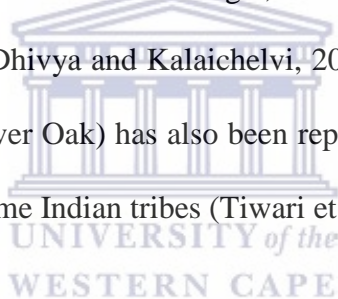 Dhivya and Kalaichelvi, 20
er Oak) has also been rep
me Indian tribes (Tiwari et
UNIVERSITY of the
WESTERN CAPE